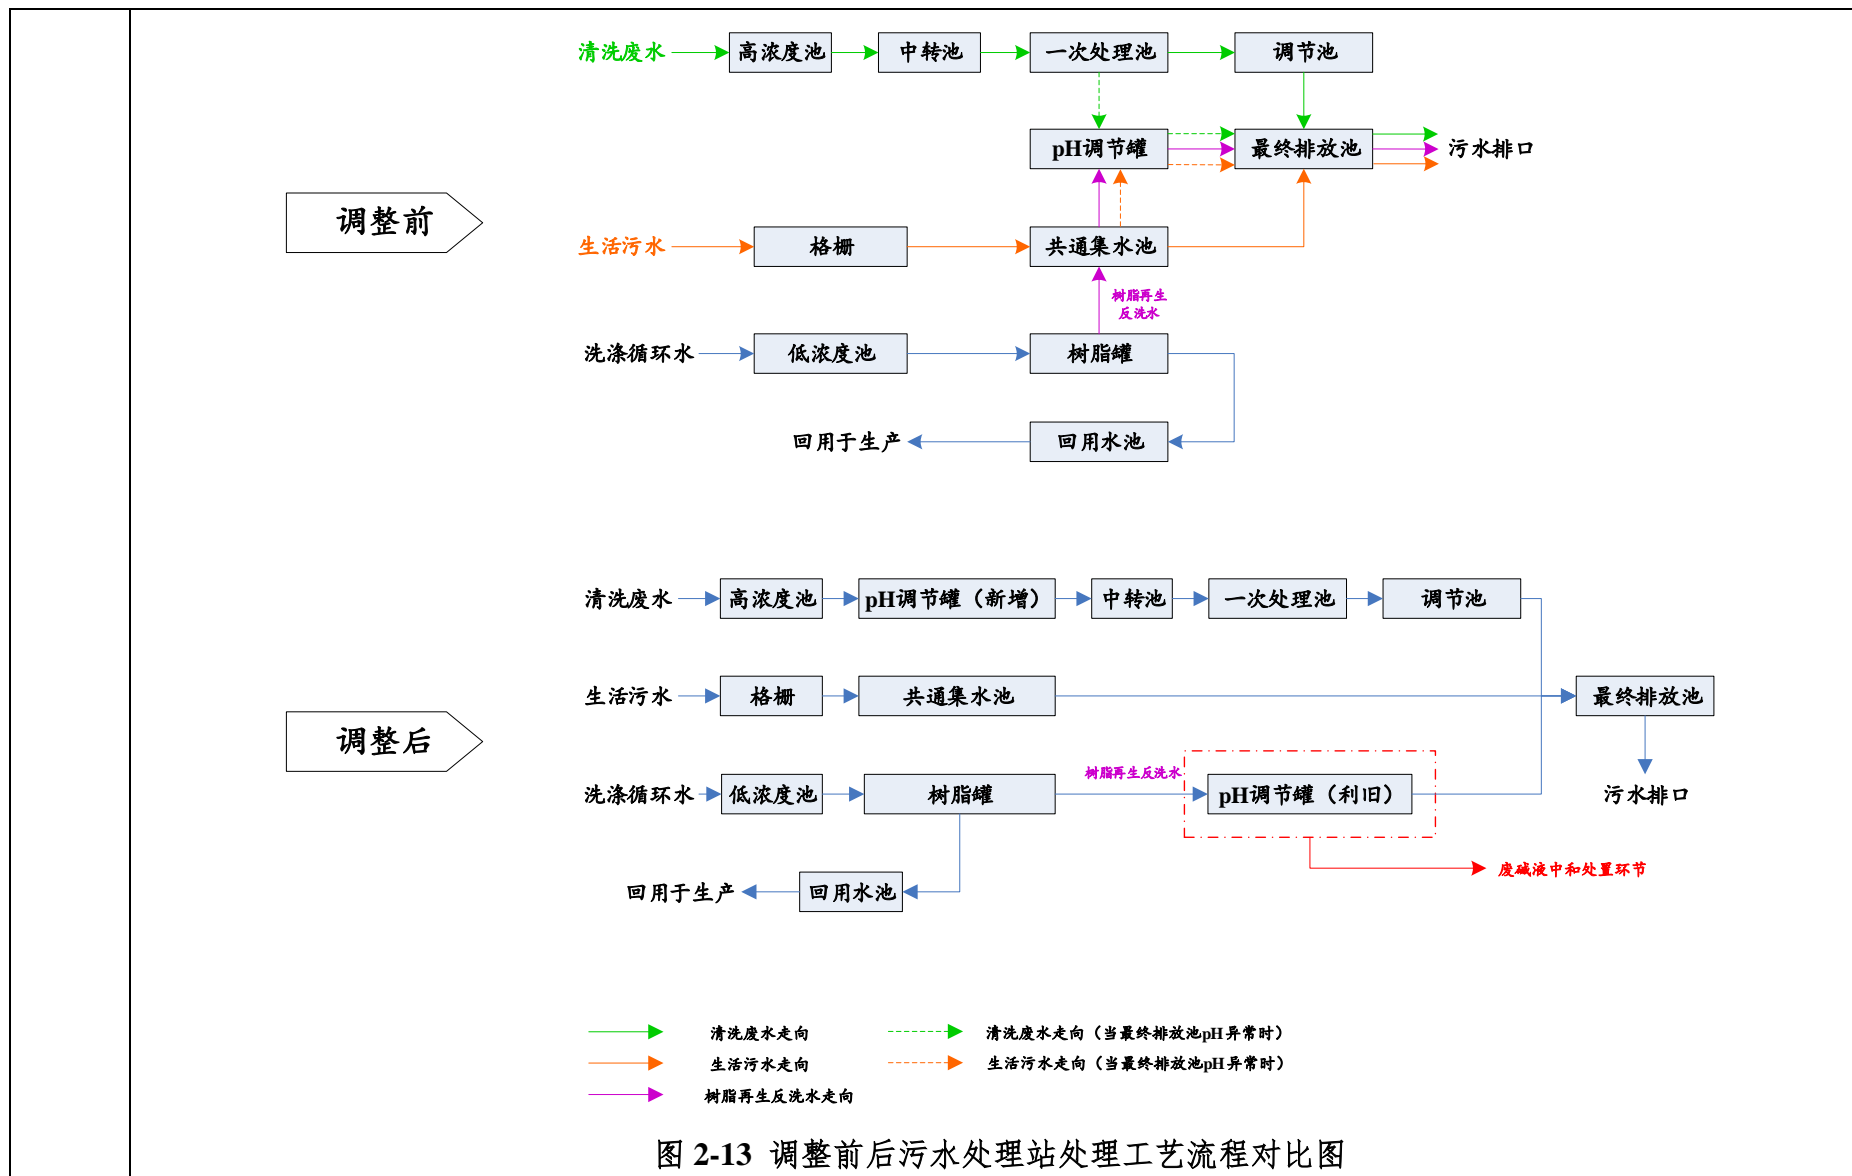 清洗废水 高浓度池 中转池 一次处理池 调节池
pH调节罐 最终排放池 污水排口
调整前
生活污水 格栅 共通集水池
树脂再生
反洗水
洗涤循环水 低浓度池 树脂罐
回用于生产 回用水池
清洗废水 高浓度池 pH调节罐（新增） 中转池 一次处理池 调节池
生活污水 格栅 共通集水池 最终排放池
调整后
树脂再生反洗水
洗涤循环水 低浓度池 树脂罐 pH调节罐（利旧） 污水排口
废碱液中和处置环节
回用于生产 回用水池
清洗废水走向 清洗废水走向（当最终排放池pH异常时）
生活污水走向 生活污水走向（当最终排放池pH异常时）
树脂再生反洗水走向
图 2-13 调整前后污水处理站处理工艺流程对比图